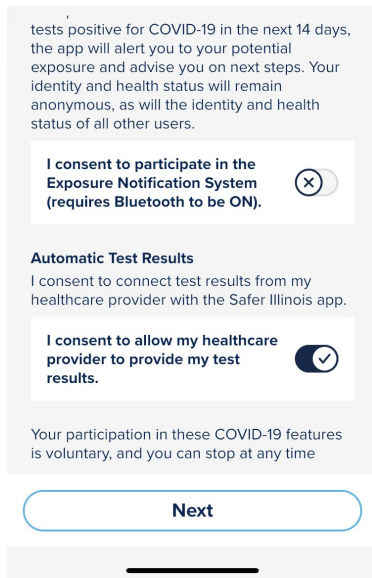 tests positive for COVID-19 in the next 14 days,
the app will alert you to your potential
exposure and advise you on next steps. Your
identity and health status will remain
anonymous, as will the identity and health
status of all other users.
I consent to participate in the
Exposure Notification System
(requires Bluetooth to be ON).
Automatic Test Results
I consent to connect test results from my
healthcare provider with the Safer Illinois app.
I consent to allow my healthcare
provider to provide my test
results.
Your participation in these COVID-19 features
is voluntary, and you can stop at any time
Next